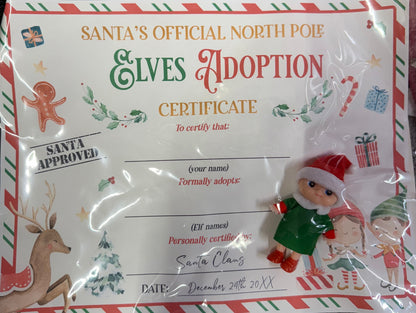 SANTA'S OFFICIAL NORTH POLE
ELVES ADOPTION
CERTIFICATE
To certify that:
SANTA
APPROVED
(your name)
Formally adopts:
(Elf names)
Personally certified by:
Santa Claus
DATE: December 24th 20XX